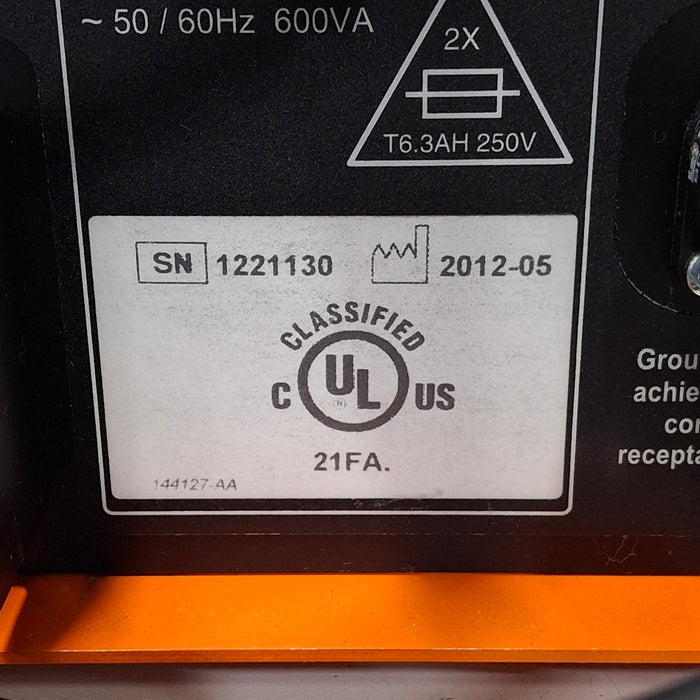 ~ 50 / 60Hz 600VA
2X
T6.3AH 250V
SN 1221130 2012-05
CLASSIFIED
C UL US
(R)
21FA.
144127-AA
Grou
achie
con
recepta